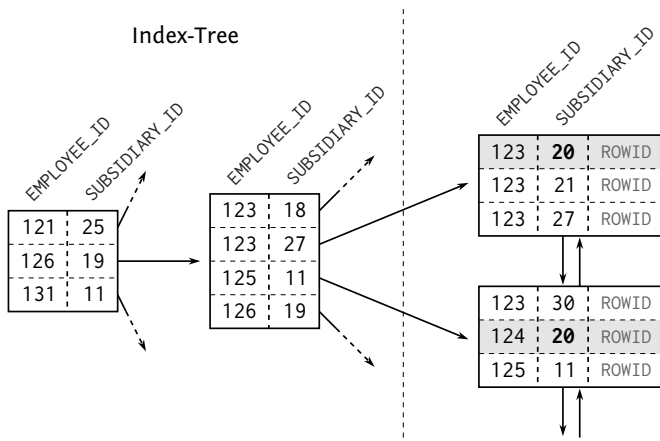 Index-Tree
EMPLOYEE_ID SUBSIDIARY_ID
121 25
126 19
131 11
EMPLOYEE_ID SUBSIDIARY_ID
123 18
123 27
125 11
126 19
EMPLOYEE_ID SUBSIDIARY_ID
123 20 ROWID
123 21 ROWID
123 27 ROWID
123 30 ROWID
124 20 ROWID
125 11 ROWID